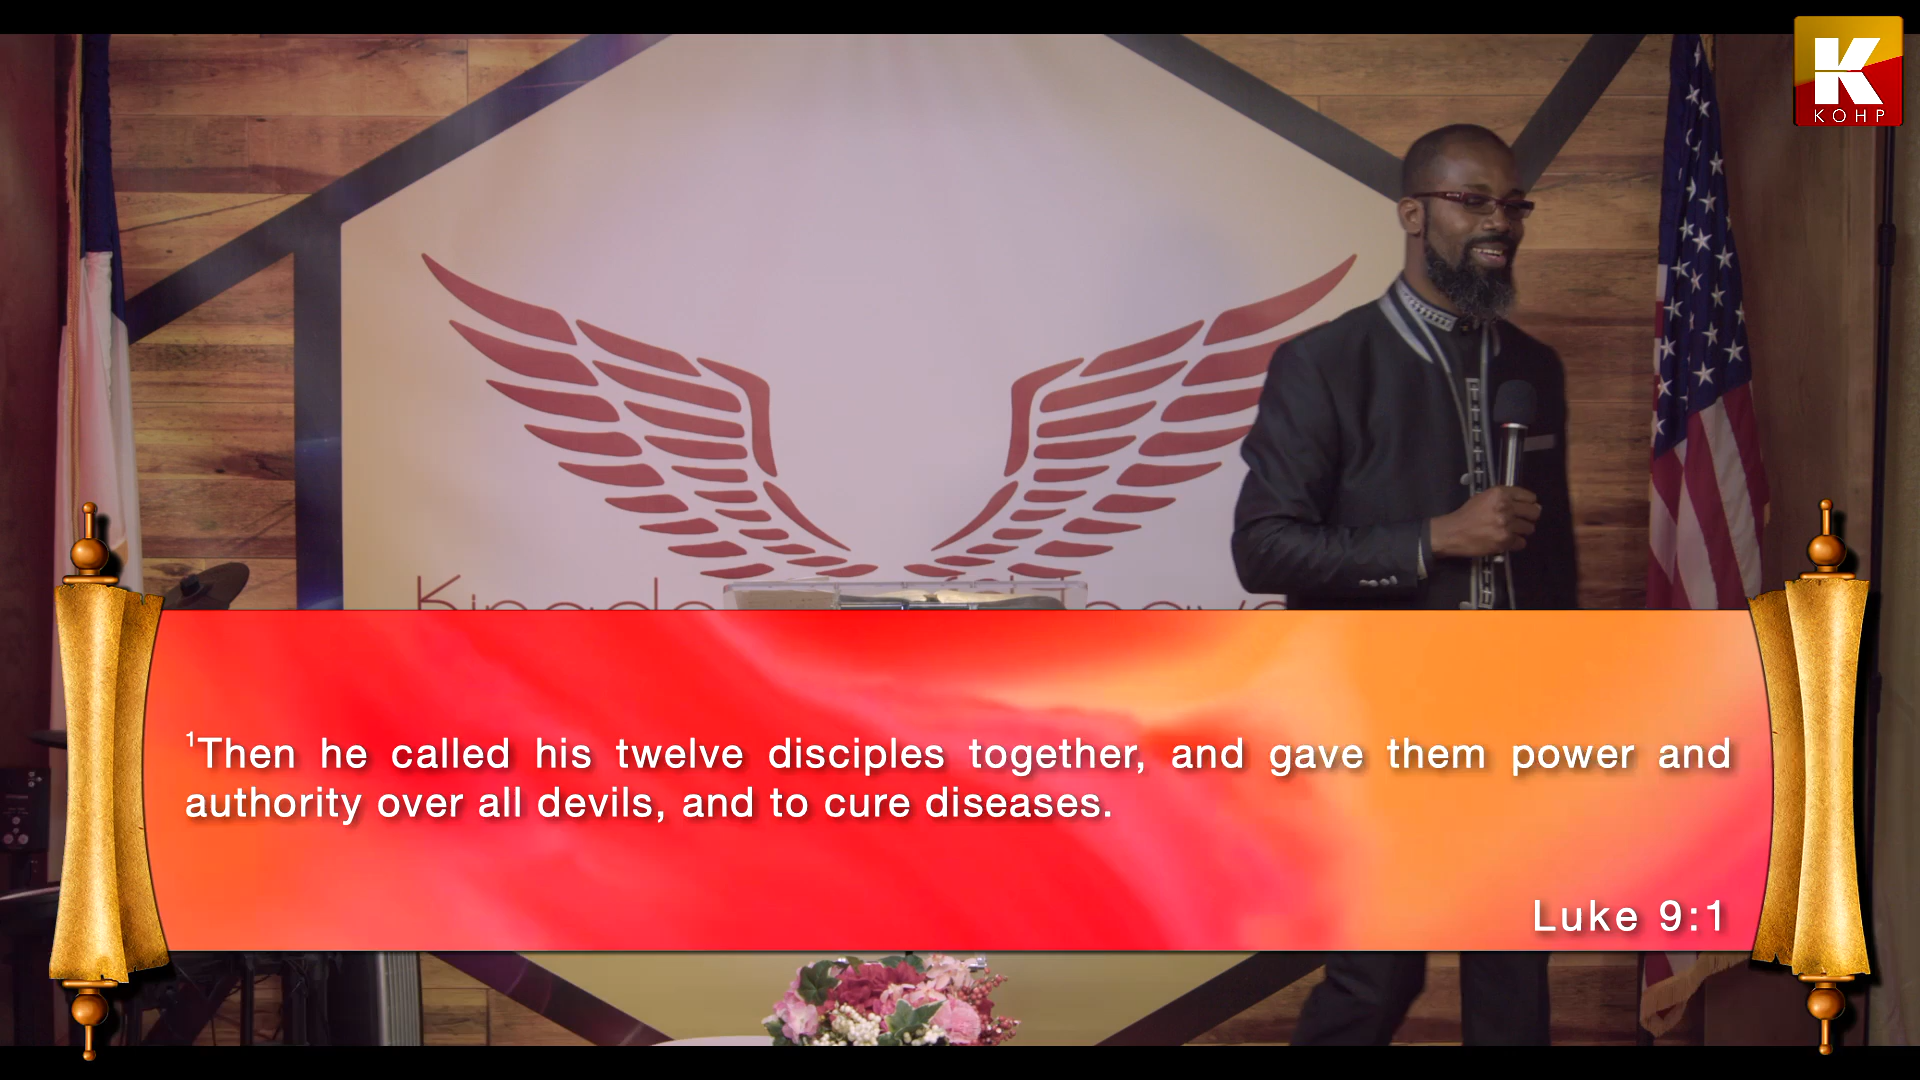 K
KOHP
¹Then he called his twelve disciples together, and gave them power and
authority over all devils, and to cure diseases.
Luke 9:1